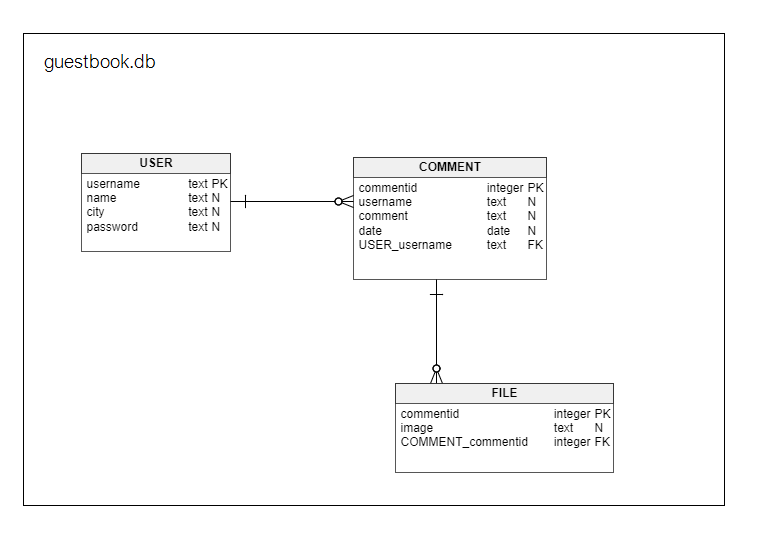 guestbook.db
USER
username text PK
name text N
city text N
password text N
COMMENT
commentid integer PK
username text N
comment text N
date date N
USER_username text FK
FILE
commentid integer PK
image text N
COMMENT_commentid integer FK